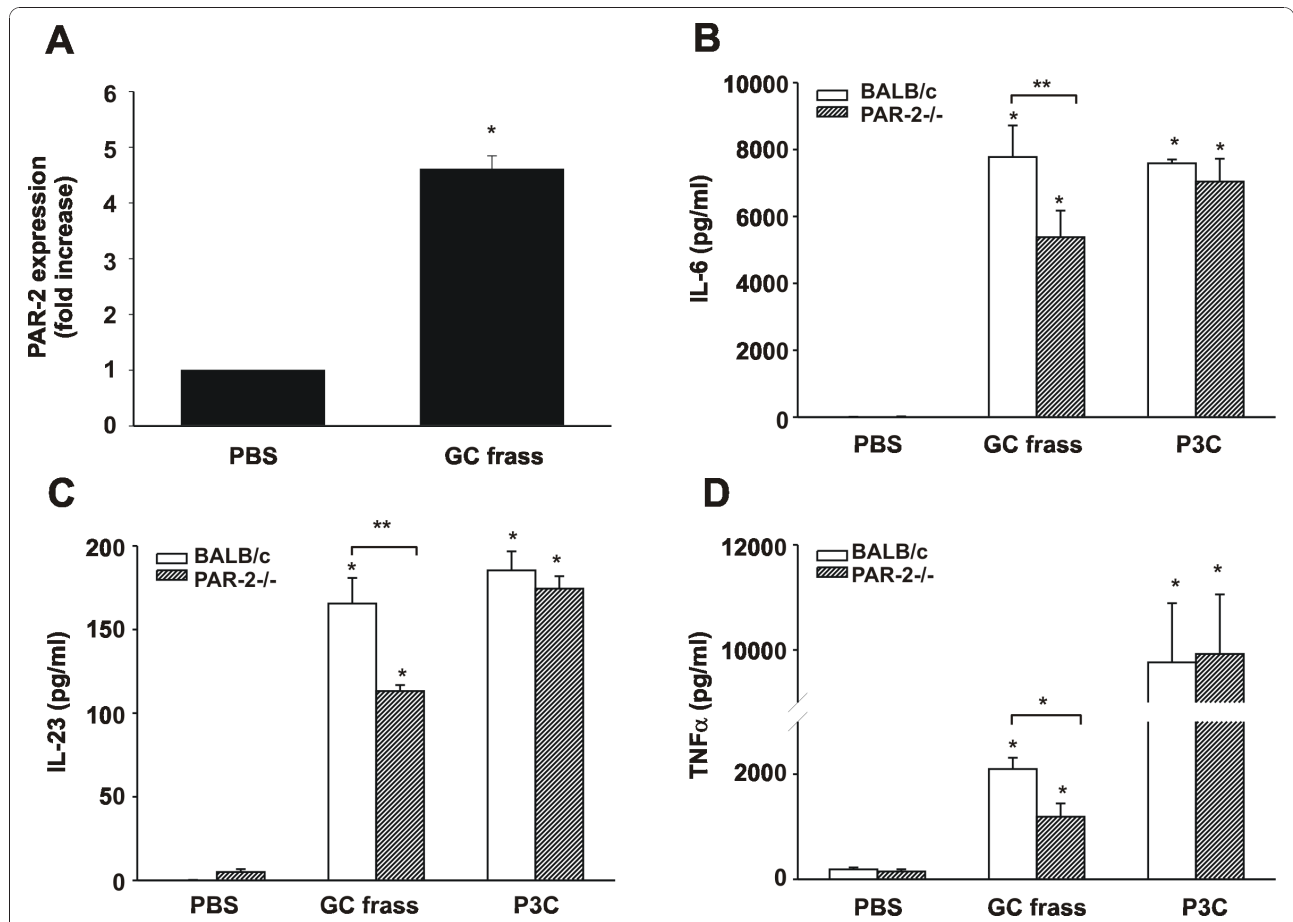 A
PAR-2 expression
(fold increase)
6
5
4
3
2
1
0
*
PBS
GC frass
B
IL-6 (pg/ml)
10000
8000
6000
4000
2000
0
BALB/c
PAR-2-/-
**
*
*
*
*
PBS
GC frass
P3C
C
IL-23 (pg/ml)
200
150
100
50
0
BALB/c
PAR-2-/-
**
*
*
*
*
PBS
GC frass
P3C
D
TNFα (pg/ml)
12000
10000
2000
0
BALB/c
PAR-2-/-
*
*
*
*
*
PBS
GC frass
P3C